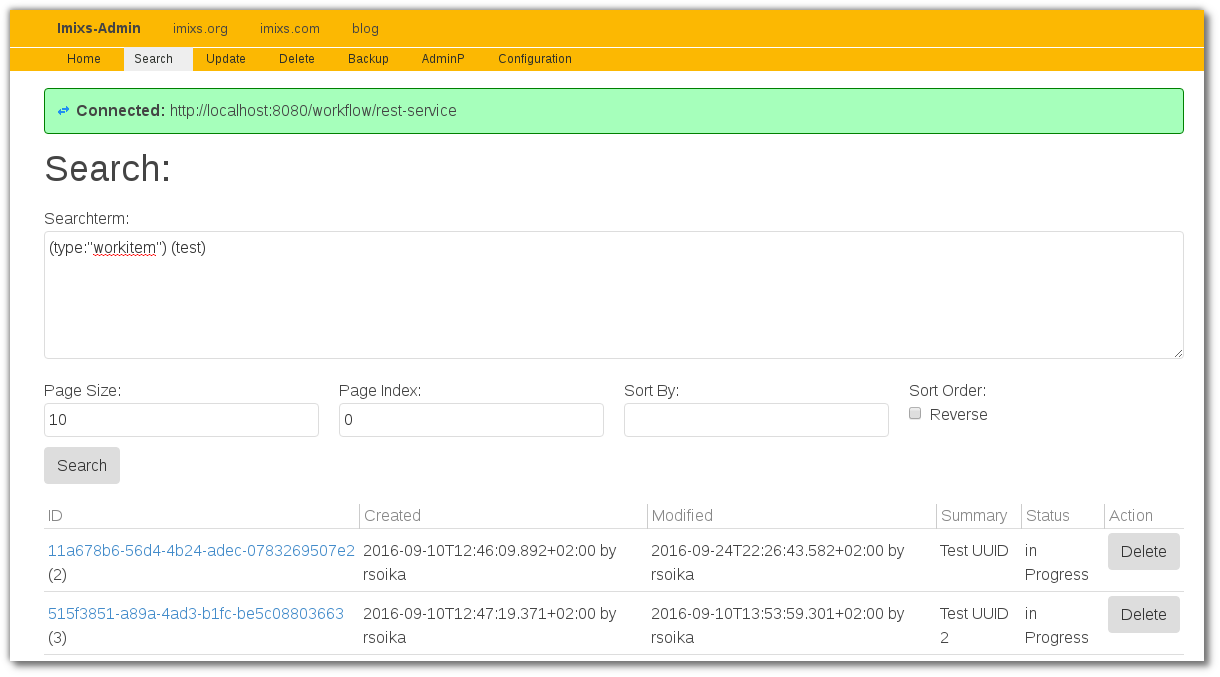 Imixs-Admin imixs.org imixs.com blog
Home Search Update Delete Backup AdminP Configuration
Connected: http://localhost:8080/workflow/rest-service
Search:
Searchterm:
(type:"workitem") (test)
Page Size: Page Index: Sort By: Sort Order:
10 0 Reverse
Search
ID Created Modified Summary Status Action
11a678b6-56d4-4b24-adec-0783269507e2 2016-09-10T12:46:09.892+02:00 by 2016-09-24T22:26:43.582+02:00 by Test UUID in Delete
(2) rsoika rsoika Progress
515f3851-a89a-4ad3-b1fc-be5c08803663 2016-09-10T12:47:19.371+02:00 by 2016-09-10T13:53:59.301+02:00 by Test UUID in Delete
(3) rsoika rsoika 2 Progress